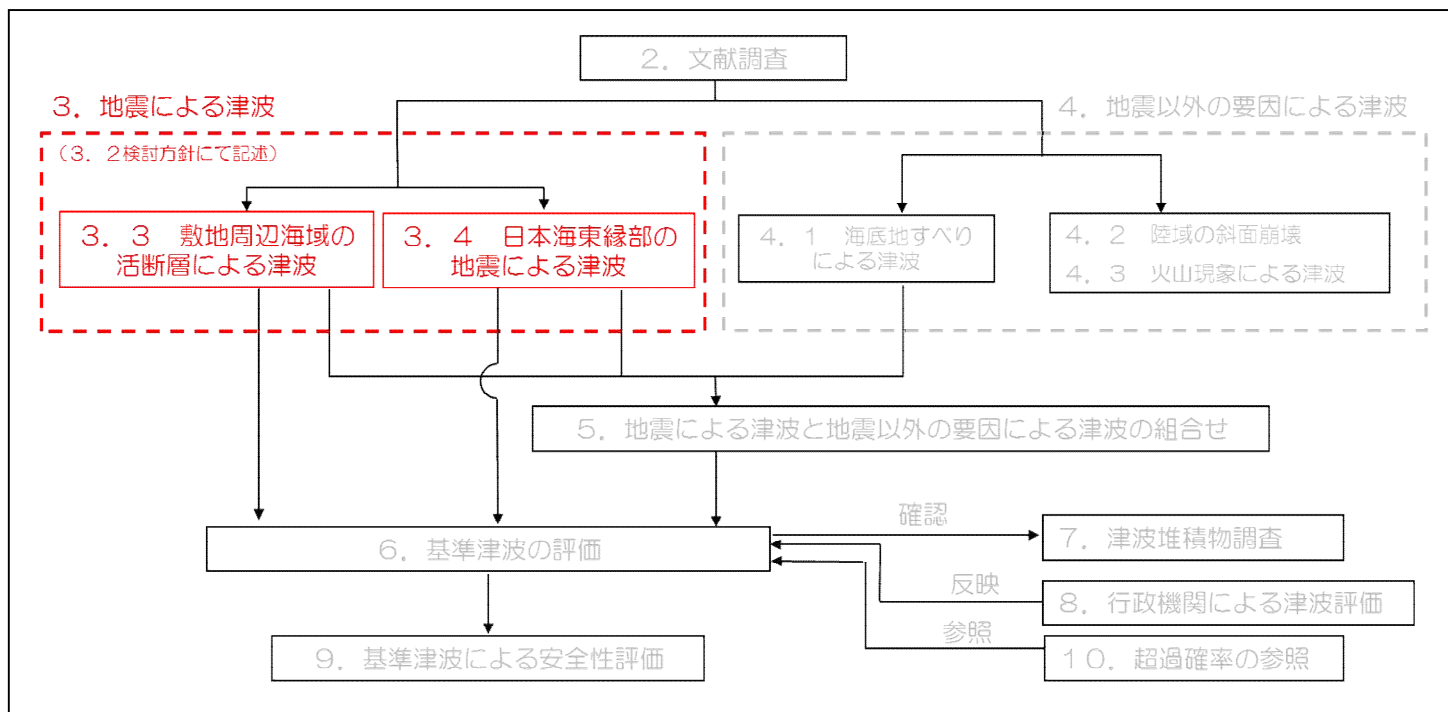 ２．文献調査
３．地震による津波
４．地震以外の要因による津波
（３．２検討方針にて記述）
３．３　敷地周辺海域の
活断層による津波
３．４　日本海東縁部の
地震による津波
４．１　海底地すべり
による津波
４．２　陸域の斜面崩壊
４．３　火山現象による津波
５．地震による津波と地震以外の要因による津波の組合せ
６．基準津波の評価
確認
７．津波堆積物調査
反映
８．行政機関による津波評価
参照
１０．超過確率の参照
９．基準津波による安全性評価